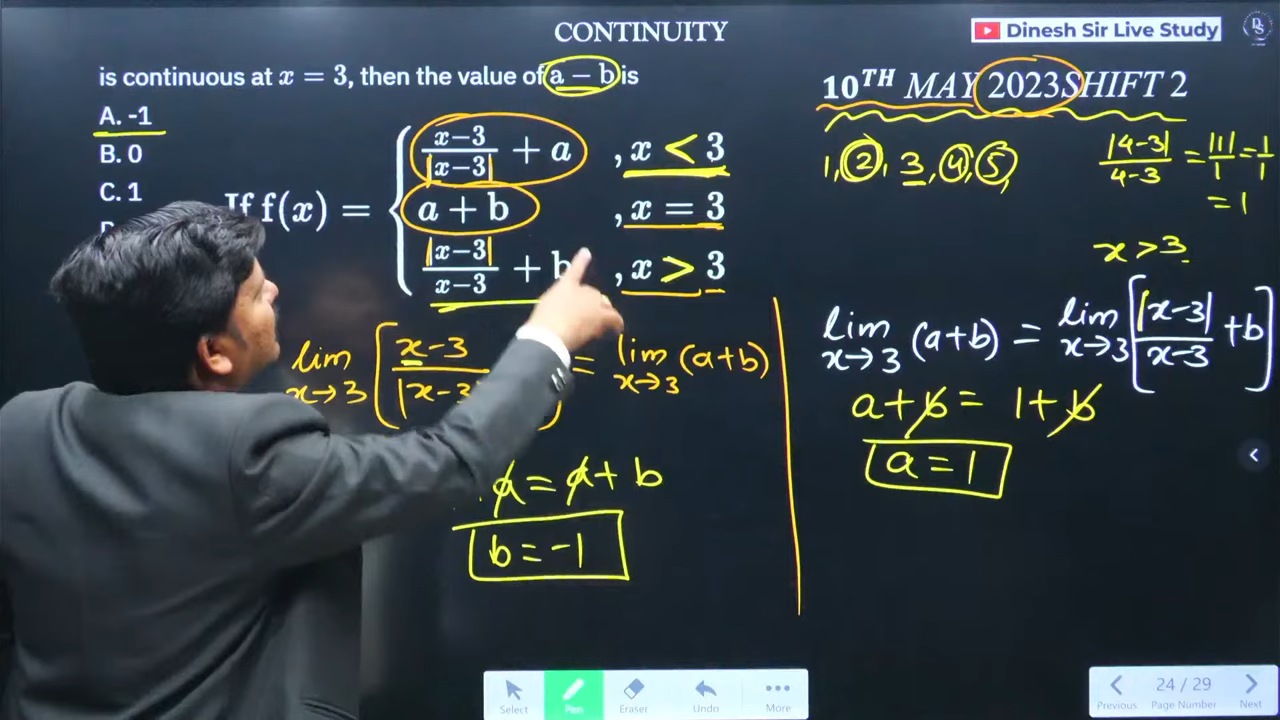 CONTINUITY
Dinesh Sir Live Study
DS
is continuous at x = 3, then the value of a − b is
10TH MAY 2023 SHIFT 2
A. -1
B. 0
C. 1
If f(x) = { x−3/|x−3| + a , x < 3
a + b , x = 3
|x−3|/x−3 + b , x > 3
1, 2, 3, 4, 5,
|4-3|/4-3 = |1|/1 = 1/1
= 1
x > 3
lim x→3 [ x-3/|x-3| = lim x→3 (a+b)
a = a + b
b = -1
lim x→3 (a+b) = lim x→3 [ |x-3|/x-3 + b ]
a + b = 1 + b
a = 1
Select
Pen
Eraser
Undo
More
24 / 29
Previous
Page Number
Next